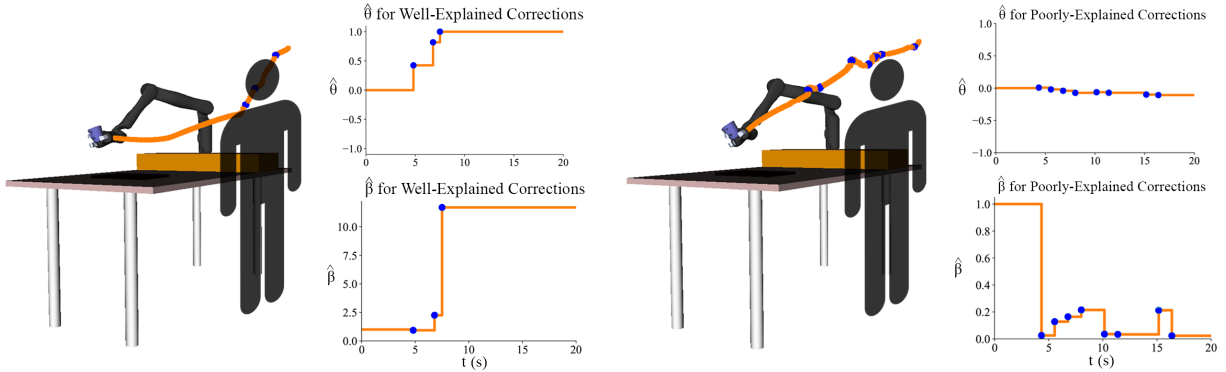 θ̂ for Well-Explained Corrections
1.0
0.5
θ̂
0.0
−0.5
−1.0
0 5 10 15 20
β̂ for Well-Explained Corrections
10.0
7.5
β̂
5.0
2.5
0.0
0 5 10 15 20
t (s)
θ̂ for Poorly-Explained Corrections
1.0
0.5
θ̂
0.0
−0.5
−1.0
0 5 10 15 20
β̂ for Poorly-Explained Corrections
1.0
0.8
0.6
β̂
0.4
0.2
0.0
0 5 10 15 20
t (s)